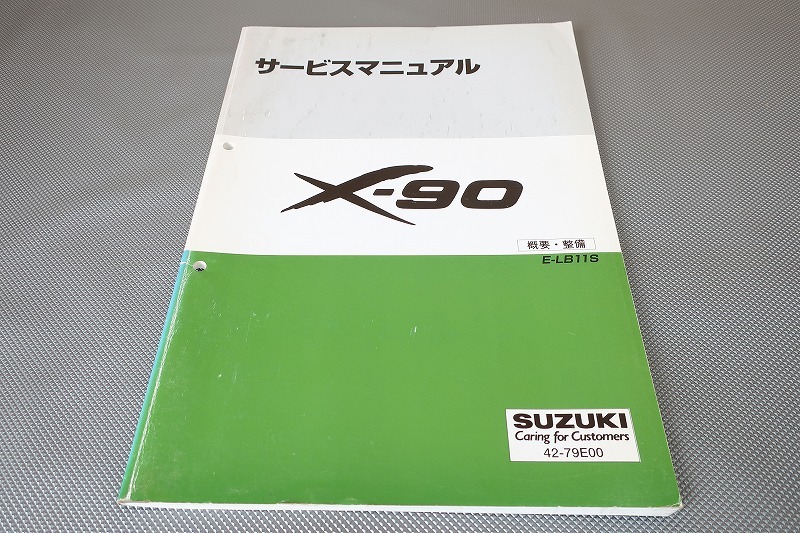 サービスマニュアル
X-90
概要・整備
E-LB11S
SUZUKI
Caring for Customers
42-79E00